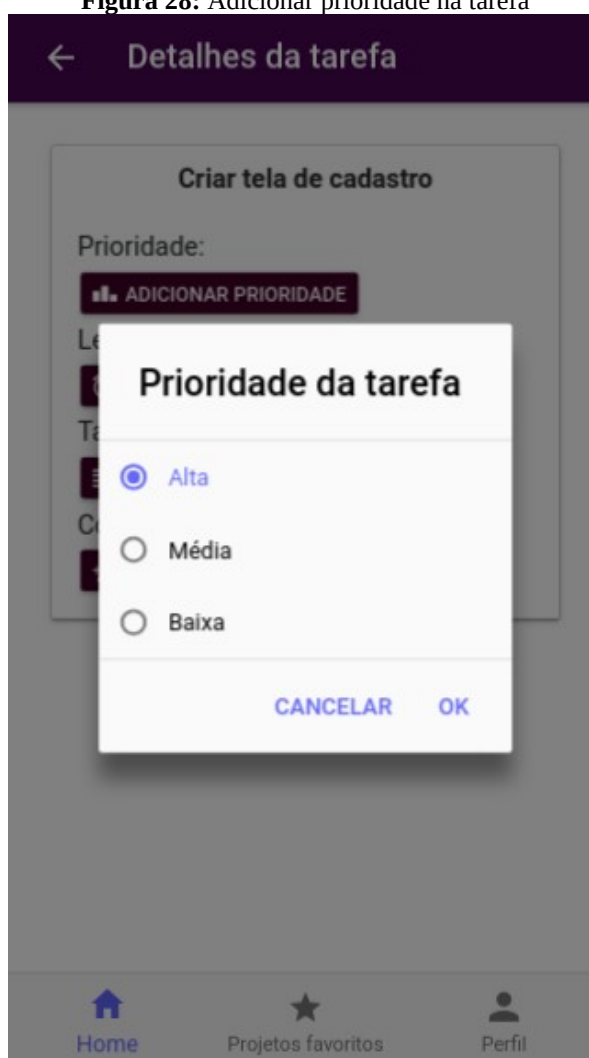 Figura 28: Adicionar prioridade na tarefa
Detalhes da tarefa
Criar tela de cadastro
Prioridade:
ADICIONAR PRIORIDADE
Prioridade da tarefa
Alta
Média
Baixa
CANCELAR OK
Home Projetos favoritos Perfil